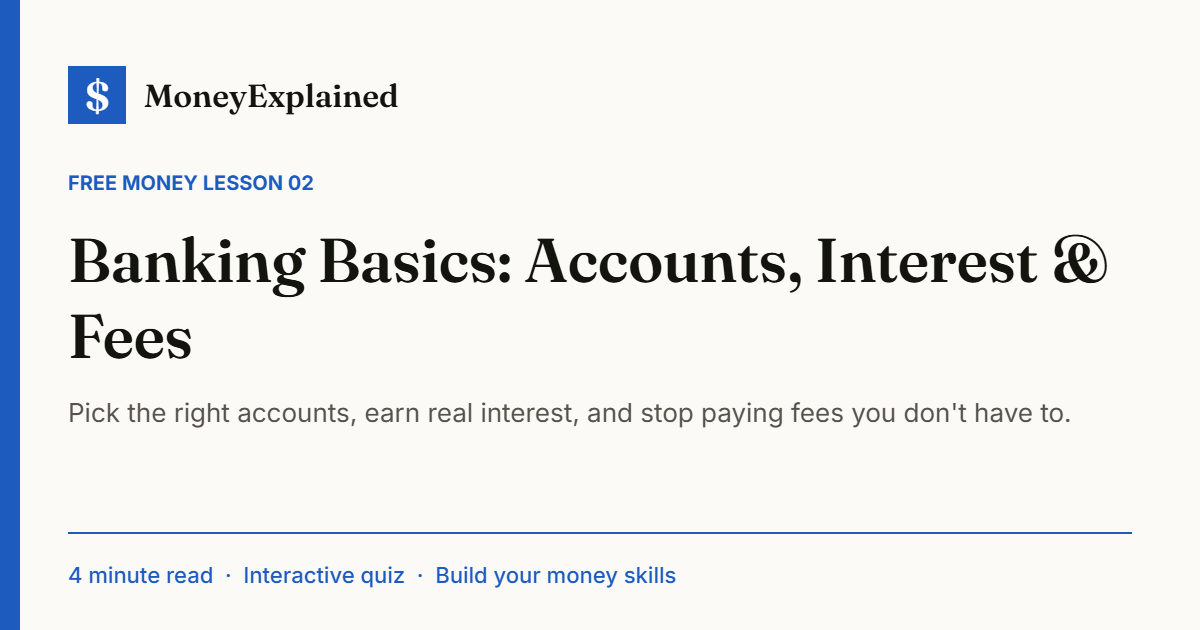 $ MoneyExplained
FREE MONEY LESSON 02
Banking Basics: Accounts, Interest &
Fees
Pick the right accounts, earn real interest, and stop paying fees you don't have to.
4 minute read · Interactive quiz · Build your money skills